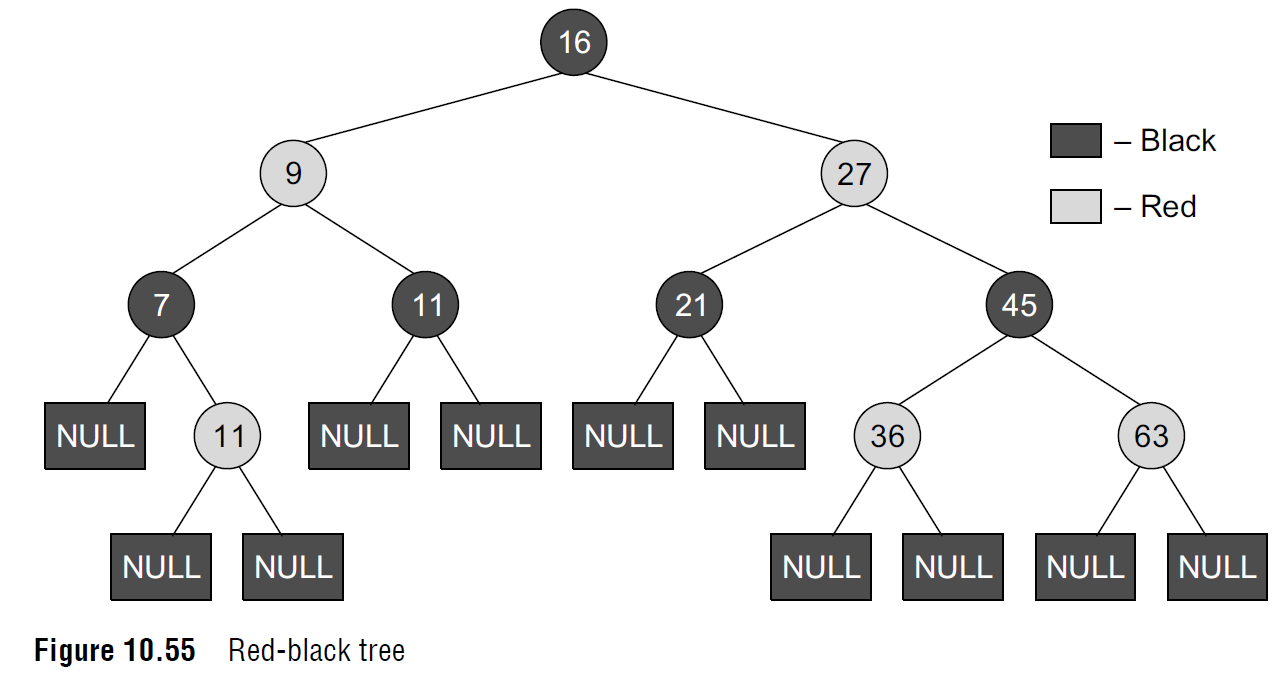 16
9
27
– Black
– Red
7
11
21
45
NULL
11
NULL
NULL
NULL
NULL
36
63
NULL
NULL
NULL
NULL
NULL
NULL
Figure 10.55 Red-black tree